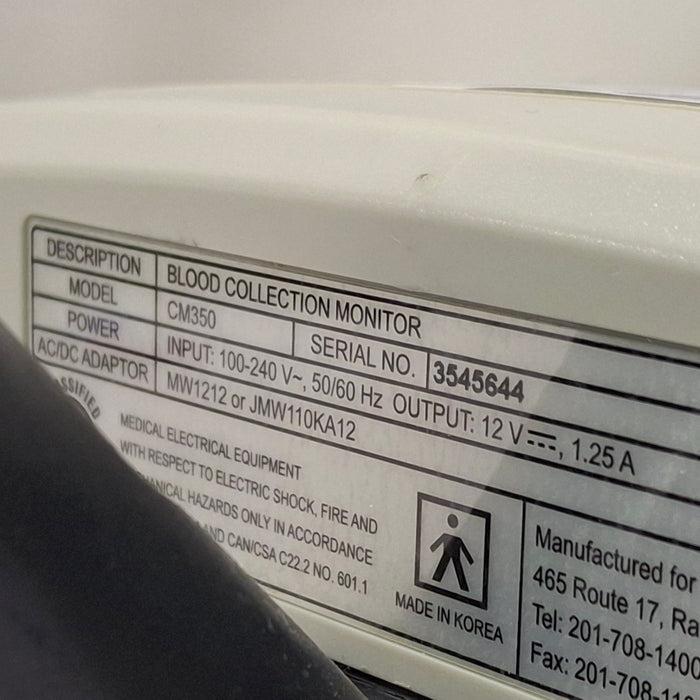 DESCRIPTION BLOOD COLLECTION MONITOR
MODEL CM350 SERIAL NO. 3545644
POWER INPUT: 100-240 V~, 50/60 Hz OUTPUT: 12 V⎓, 1.25 A
AC/DC ADAPTOR MW1212 or JMW110KA12
MEDICAL ELECTRICAL EQUIPMENT
WITH RESPECT TO ELECTRIC SHOCK, FIRE AND
HAZARDS ONLY IN ACCORDANCE
AND CAN/CSA C22.2 NO. 601.1
MADE IN KOREA
Manufactured for
465 Route 17,
Tel: 201-708-1400
Fax: 201-708-